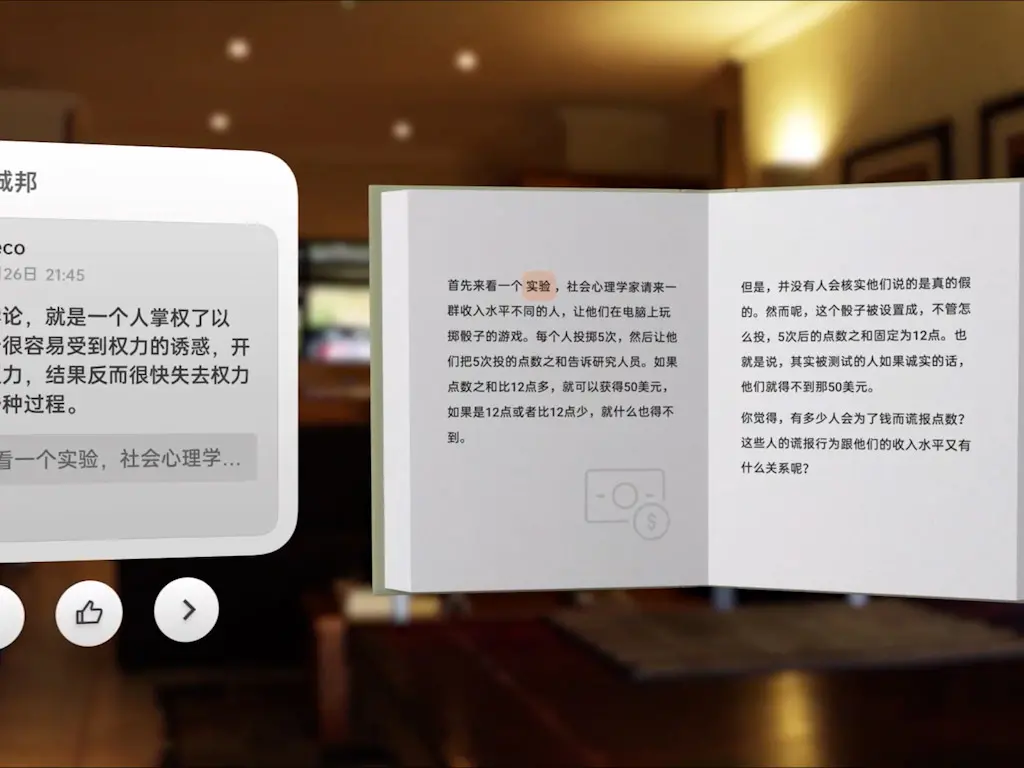 城邦
eco
26日 21:45
论，就是一个人掌权了以
很容易受到权力的诱惑，开
力，结果反而很快失去权力
种过程。
看一个实验，社会心理学...
首先来看一个实验，社会心理学家请来一
群收入水平不同的人，让他们在电脑上玩
掷骰子的游戏。每个人投掷5次，然后让他
们把5次投的点数之和告诉研究人员。如果
点数之和比12点多，就可以获得50美元，
如果是12点或者比12点少，就什么也得不
到。
$
但是，并没有人会核实他们说的是真的假
的。然而呢，这个骰子被设置成，不管怎
么投，5次后的点数之和固定为12点。也
就是说，其实被测试的人如果诚实的话，
他们就得不到那50美元。
你觉得，有多少人会为了钱而谎报点数？
这些人的谎报行为跟他们的收入水平又有
什么关系呢？